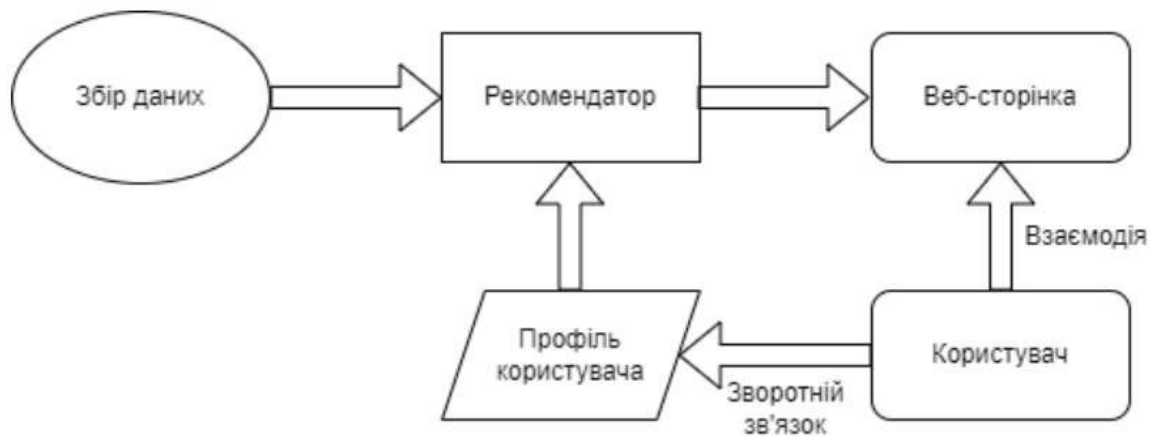 Збір даних
Рекомендатор
Веб-сторінка
Взаємодія
Профіль
користувача
Користувач
Зворотній
зв'язок